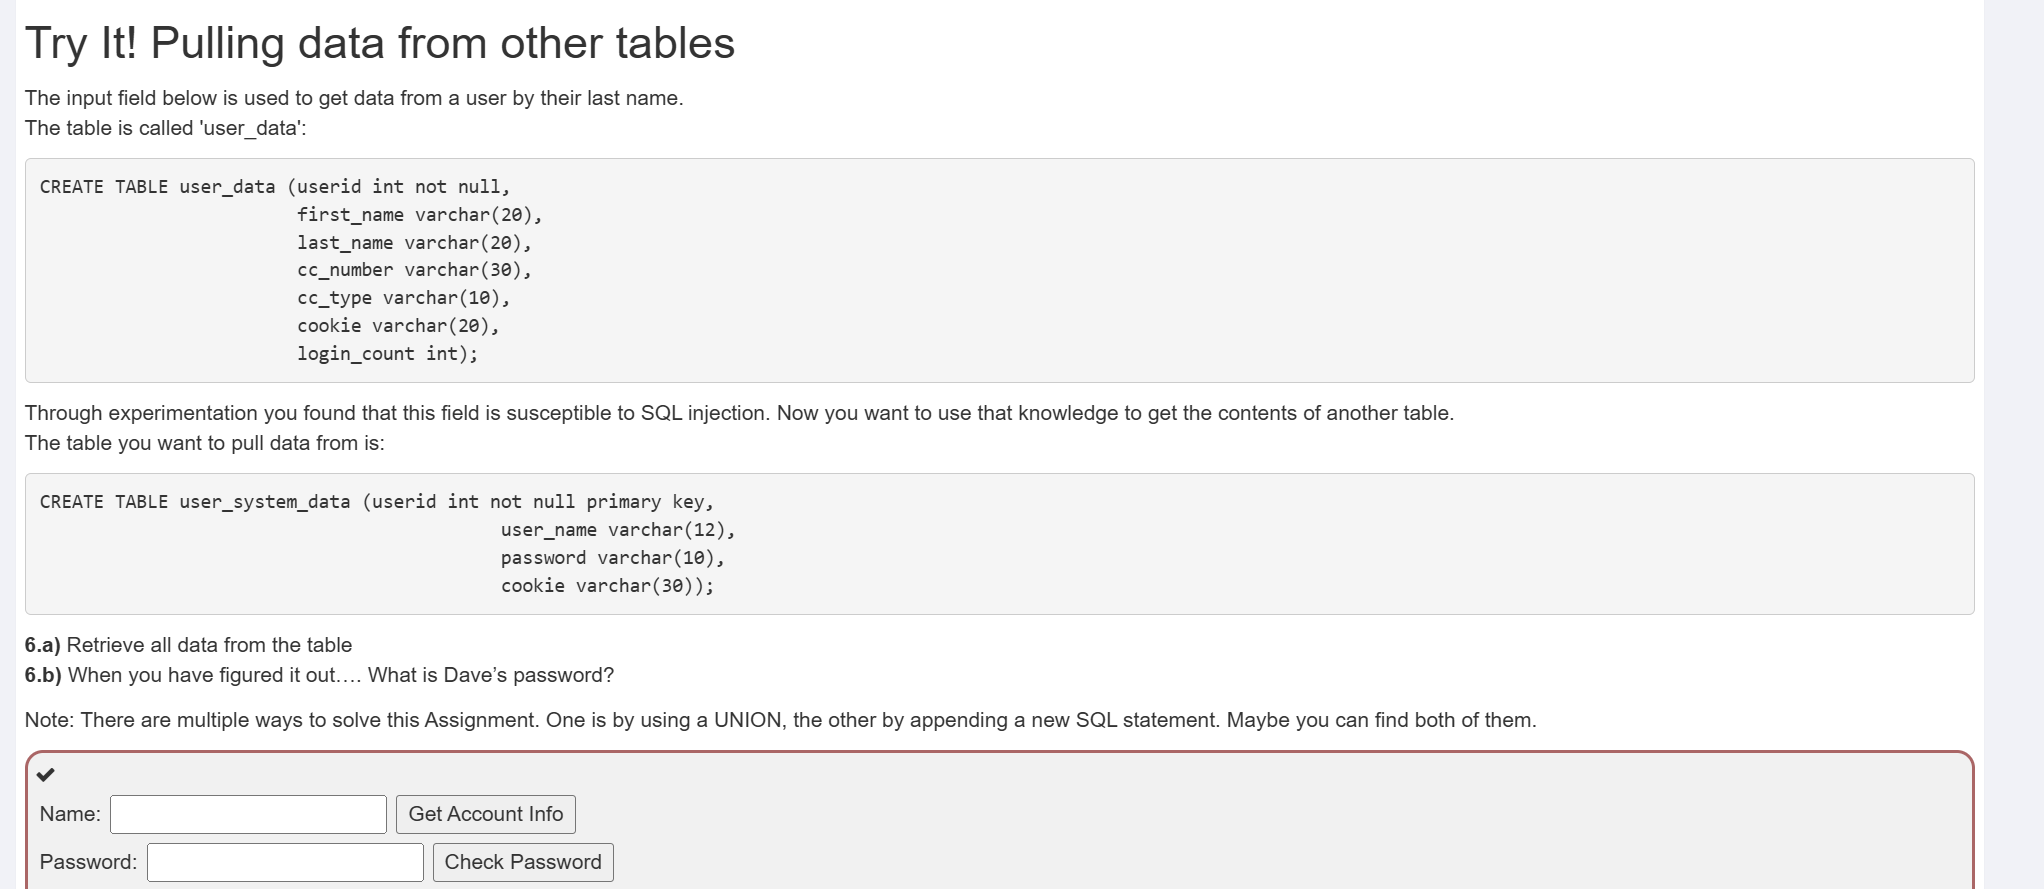 Try It! Pulling data from other tables
The input field below is used to get data from a user by their last name.
The table is called 'user_data':
CREATE TABLE user_data (userid int not null,
first_name varchar(20),
last_name varchar(20),
cc_number varchar(30),
cc_type varchar(10),
cookie varchar(20),
login_count int);
Through experimentation you found that this field is susceptible to SQL injection. Now you want to use that knowledge to get the contents of another table.
The table you want to pull data from is:
CREATE TABLE user_system_data (userid int not null primary key,
user_name varchar(12),
password varchar(10),
cookie varchar(30));
6.a) Retrieve all data from the table
6.b) When you have figured it out…. What is Dave’s password?
Note: There are multiple ways to solve this Assignment. One is by using a UNION, the other by appending a new SQL statement. Maybe you can find both of them.
Name: Get Account Info
Password: Check Password